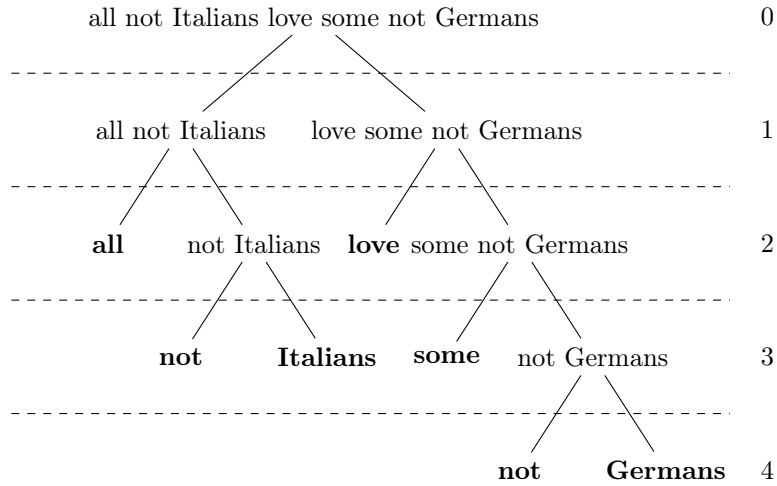 all not Italians love some not Germans 0
all not Italians love some not Germans 1
all not Italians love some not Germans 2
not Italians some not Germans 3
not Germans 4